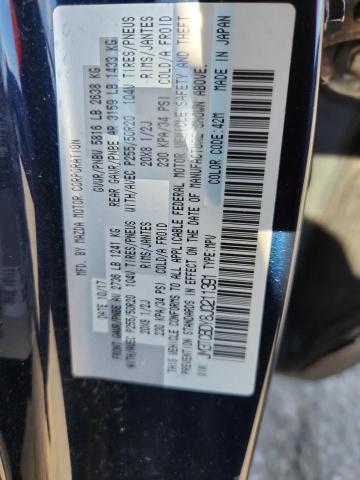 MFD. BY: MAZDA MOTOR CORPORATION
DATE: 10/17 GVWR/PNBV 5816 LB 2638 KG
FRONT GAWR/PNBE AV 2736 LB 1241 KG REAR GAWR/PNBE AR 3159 LB 1433 KG
WITH/AVEC P255/50R20 104V TIRES/PNEUS WITH/AVEC P255/50R20 104V TIRES/PNEUS
20X8 1/2J RIMS/JANTES 20X8 1/2J RIMS/JANTES
230 KPA/34 PSI COLD/A FROID 230 KPA/34 PSI COLD/A FROID
THIS VEHICLE CONFORMS TO ALL APPLICABLE FEDERAL MOTOR VEHICLE SAFETY AND THEFT
PREVENTION STANDARDS IN EFFECT ON THE DATE OF MANUFACTURE SHOWN ABOVE.
COLOR CODE: 42M MADE IN JAPAN
TYPE: MPV